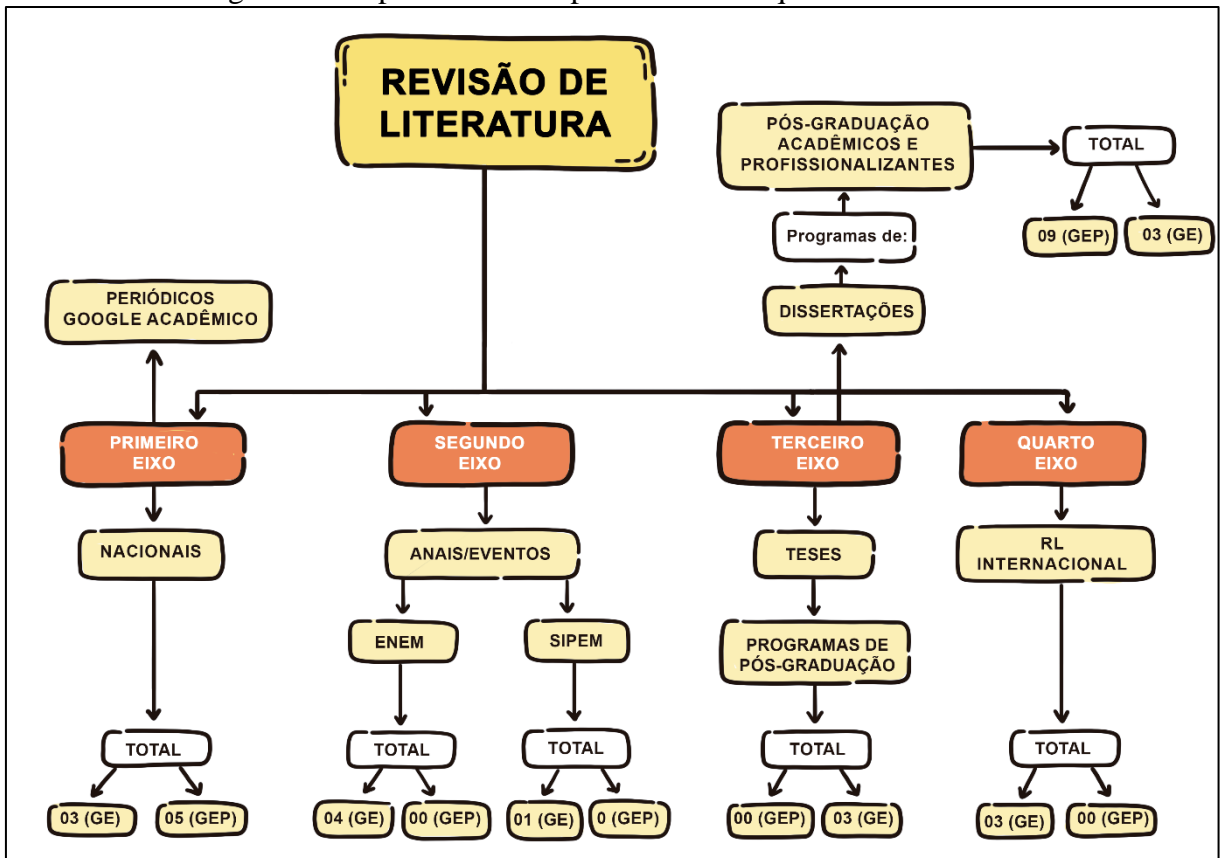 REVISÃO DE
LITERATURA
PÓS-GRADUAÇÃO
ACADÊMICOS E
PROFISSIONALIZANTES
TOTAL
09 (GEP)
03 (GE)
Programas de:
DISSERTAÇÕES
PERIÓDICOS
GOOGLE ACADÊMICO
PRIMEIRO
EIXO
SEGUNDO
EIXO
TERCEIRO
EIXO
QUARTO
EIXO
NACIONAIS
ANAIS/EVENTOS
TESES
RL
INTERNACIONAL
ENEM
SIPEM
PROGRAMAS DE
PÓS-GRADUAÇÃO
TOTAL
TOTAL
TOTAL
TOTAL
TOTAL
03 (GE)
05 (GEP)
04 (GE)
00 (GEP)
01 (GE)
0 (GEP)
00 (GEP)
03 (GE)
03 (GE)
00 (GEP)